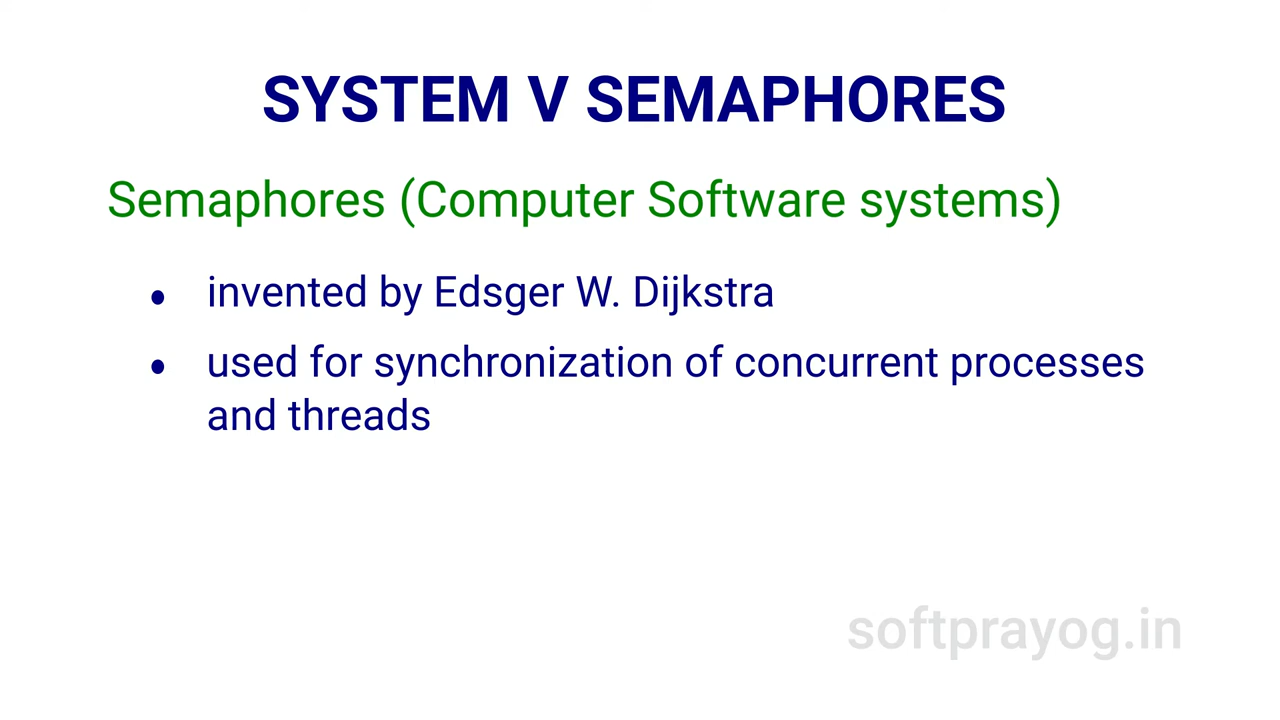 SYSTEM V SEMAPHORES
Semaphores (Computer Software systems)
• invented by Edsger W. Dijkstra
• used for synchronization of concurrent processes
and threads
softprayog.in